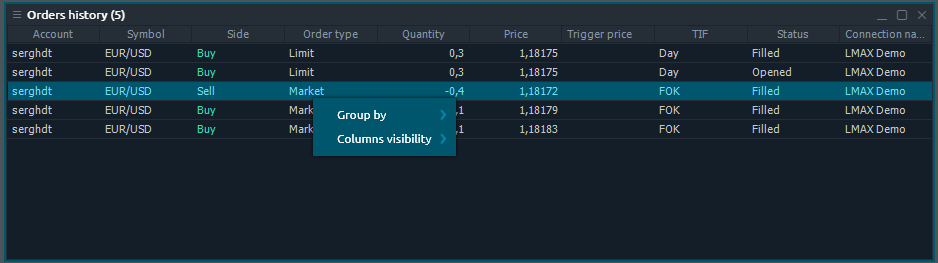 Orders history (5)
Account Symbol Side Order type Quantity Price Trigger price TIF Status Connection na...
serghdt EUR/USD Buy Limit 0,3 1,18175 Day Filled LMAX Demo
serghdt EUR/USD Buy Limit 0,3 1,18175 Day Opened LMAX Demo
serghdt EUR/USD Sell Market -0,4 1,18172 FOK Filled LMAX Demo
serghdt EUR/USD Buy Mark ,1 1,18179 FOK Filled LMAX Demo
serghdt EUR/USD Buy Mark ,1 1,18183 FOK Filled LMAX Demo
Group by
Columns visibility